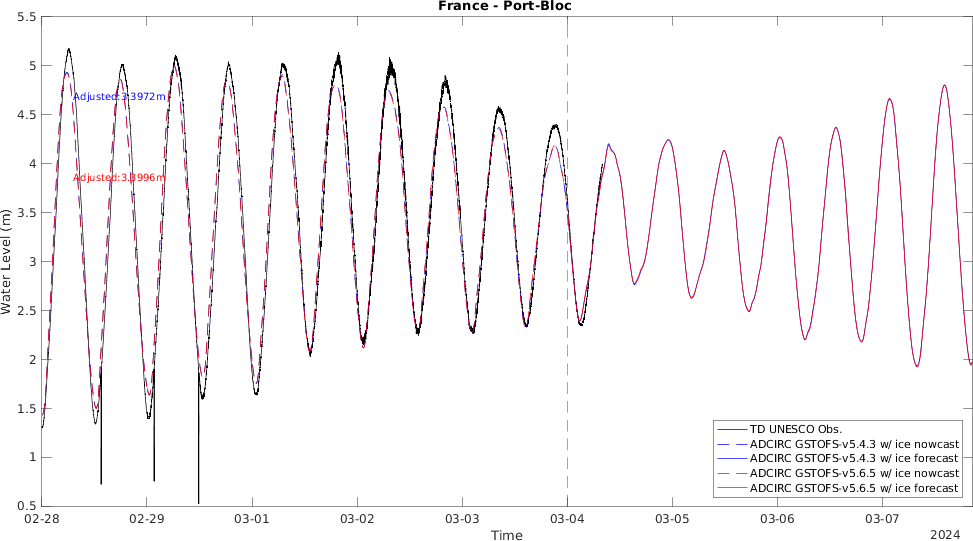 France - Port-Bloc
5.5
5
4.5
4
3.5
3
2.5
2
1.5
1
0.5
Water Level (m)
Adjusted:3.3972m
Adjusted:3.3996m
TD UNESCO Obs.
ADCIRC GSTOFS-v5.4.3 w/ ice nowcast
ADCIRC GSTOFS-v5.4.3 w/ ice forecast
ADCIRC GSTOFS-v5.6.5 w/ ice nowcast
ADCIRC GSTOFS-v5.6.5 w/ ice forecast
02-28 02-29 03-01 03-02 03-03 03-04 03-05 03-06 03-07
Time
2024